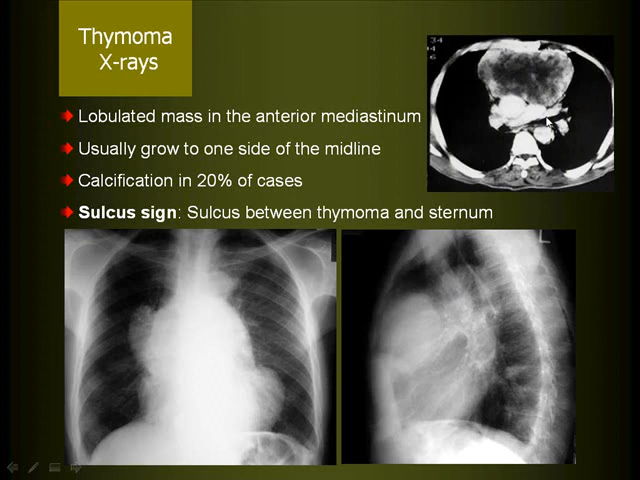 Thymoma
X-rays
Lobulated mass in the anterior mediastinum
Usually grow to one side of the midline
Calcification in 20% of cases
Sulcus sign: Sulcus between thymoma and sternum
L